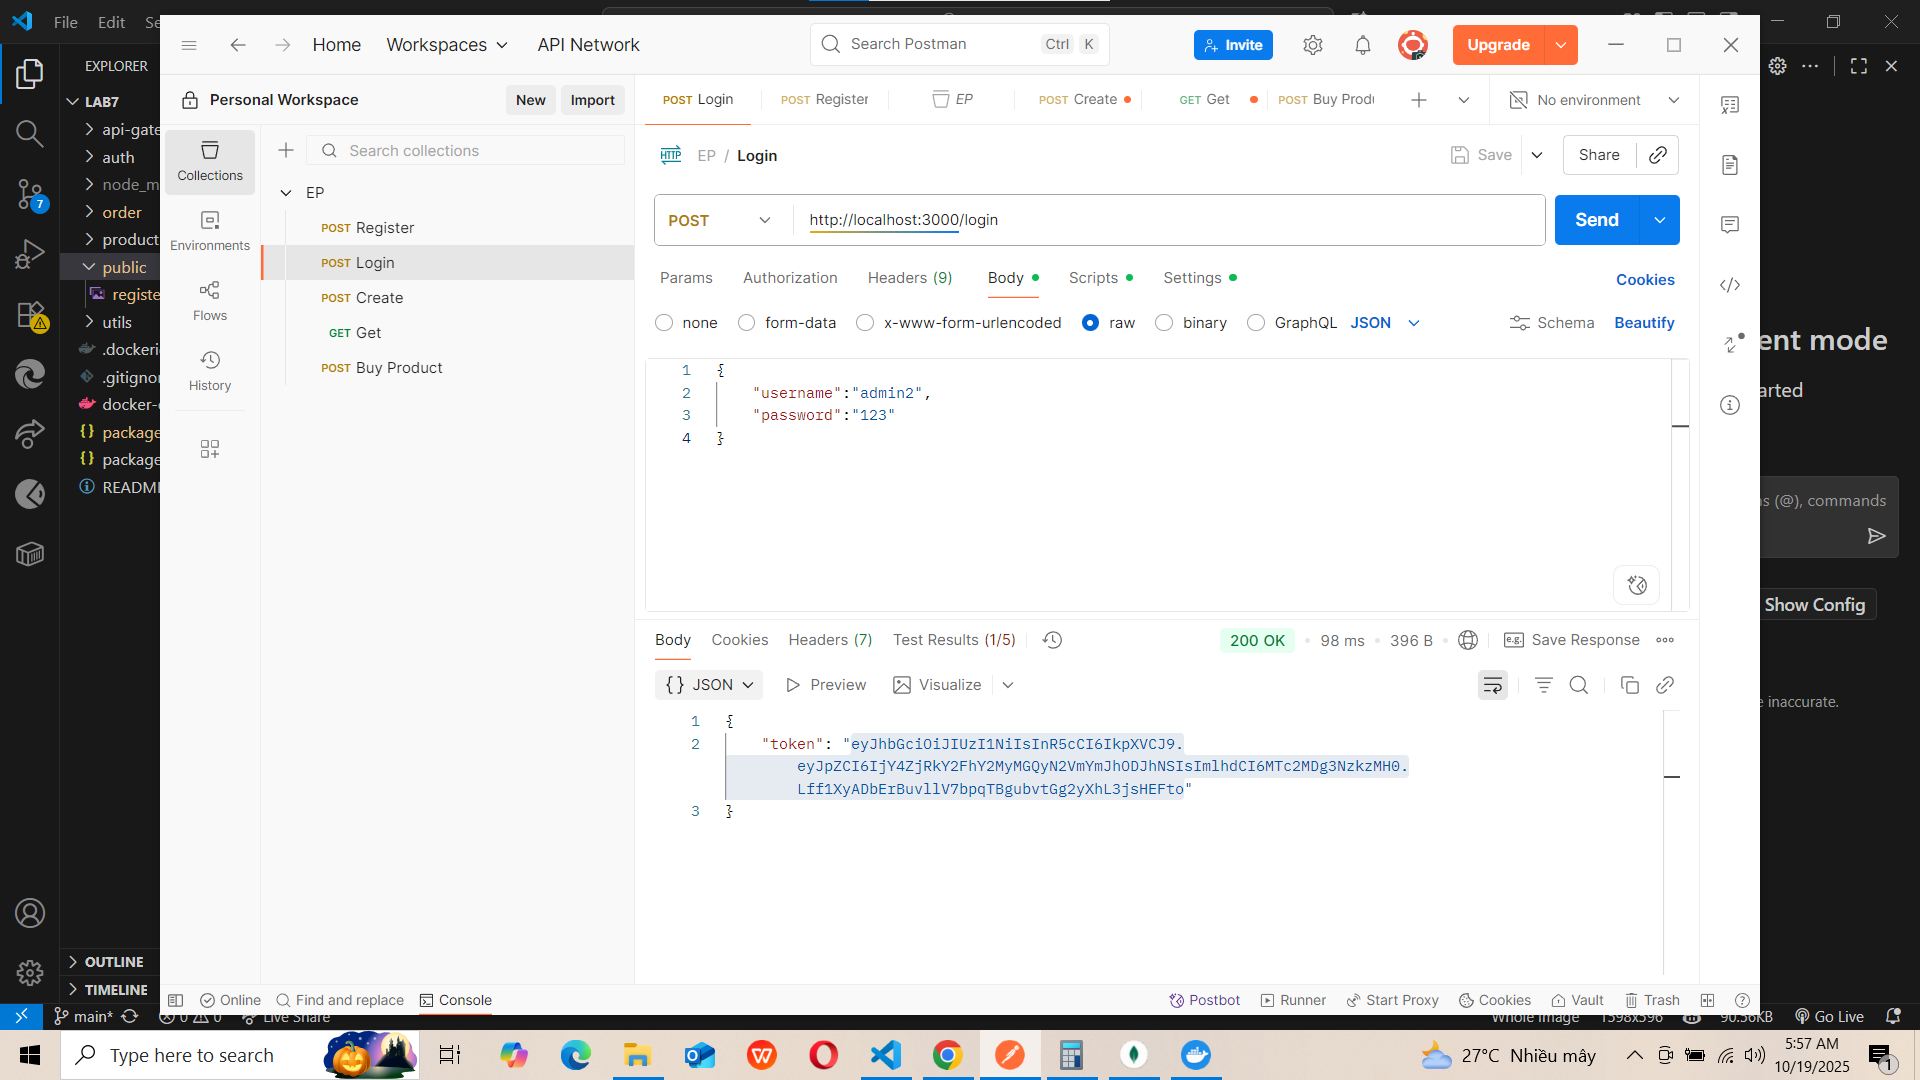 File Edit Se
EXPLORER
LAB7
api-gate
auth
node_m
order
product
public
registe
utils
.dockeri
.gitignor
docker-c
package
package
READM
OUTLINE
TIMELINE
7
Home Workspaces API Network
Search Postman Ctrl K
Invite
Upgrade
Personal Workspace
New Import
POST Login
POST Register
EP
POST Create
GET Get
POST Buy Prod
No environment
Collections
Environments
Flows
History
Search collections
EP
POST Register
POST Login
POST Create
GET Get
POST Buy Product
HTTP EP / Login
Save
Share
POST http://localhost:3000/login
Send
Params Authorization Headers (9) Body Scripts Settings
Cookies
none form-data x-www-form-urlencoded raw binary GraphQL JSON
Schema Beautify
1 {
2 "username":"admin2",
3 "password":"123"
4 }
Body Cookies Headers (7) Test Results (1/5)
200 OK 98 ms 396 B
e.g. Save Response
{} JSON Preview Visualize
1 {
2 "token": "eyJhbGciOiJIUzI1NiIsInR5cCI6IkpXVCJ9.
eyJpZCI6IjY4ZjRkY2FhY2MyMGQyN2VmYmJhODJhNSIsImlhdCI6MTc2MDg3NzkzMH0.
Lff1XyADbErBuvllV7bpqTBgubvtGg2yXhL3jsHEFto"
3 }
ent mode
arted
s (@), commands
Show Config
e inaccurate.
Online Find and replace Console
Postbot Runner Start Proxy Cookies Vault Trash
main* 0 0 Live Share
Whole Image 1598x596 90.56KB Go Live
Type here to search
27°C Nhiều mây
5:57 AM
10/19/2025
1